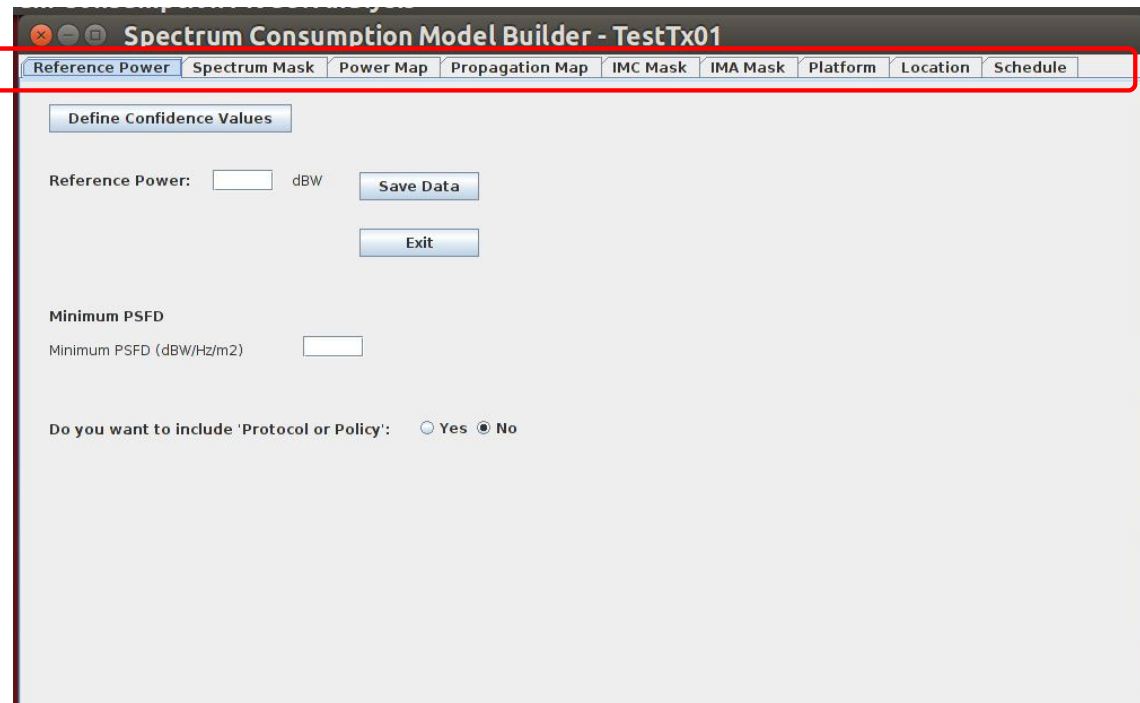 Spectrum Consumption Model Builder - TestTx01
Reference Power Spectrum Mask Power Map Propagation Map IMC Mask IMA Mask Platform Location Schedule
Define Confidence Values
Reference Power: dBW Save Data
Exit
Minimum PSFD
Minimum PSFD (dBW/Hz/m2)
Do you want to include 'Protocol or Policy': Yes No